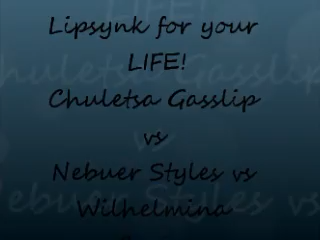 Lipsynk for your
LIFE!
Chuletsa Gasslip
vs
Nebuer Styles vs
Wilhelmina